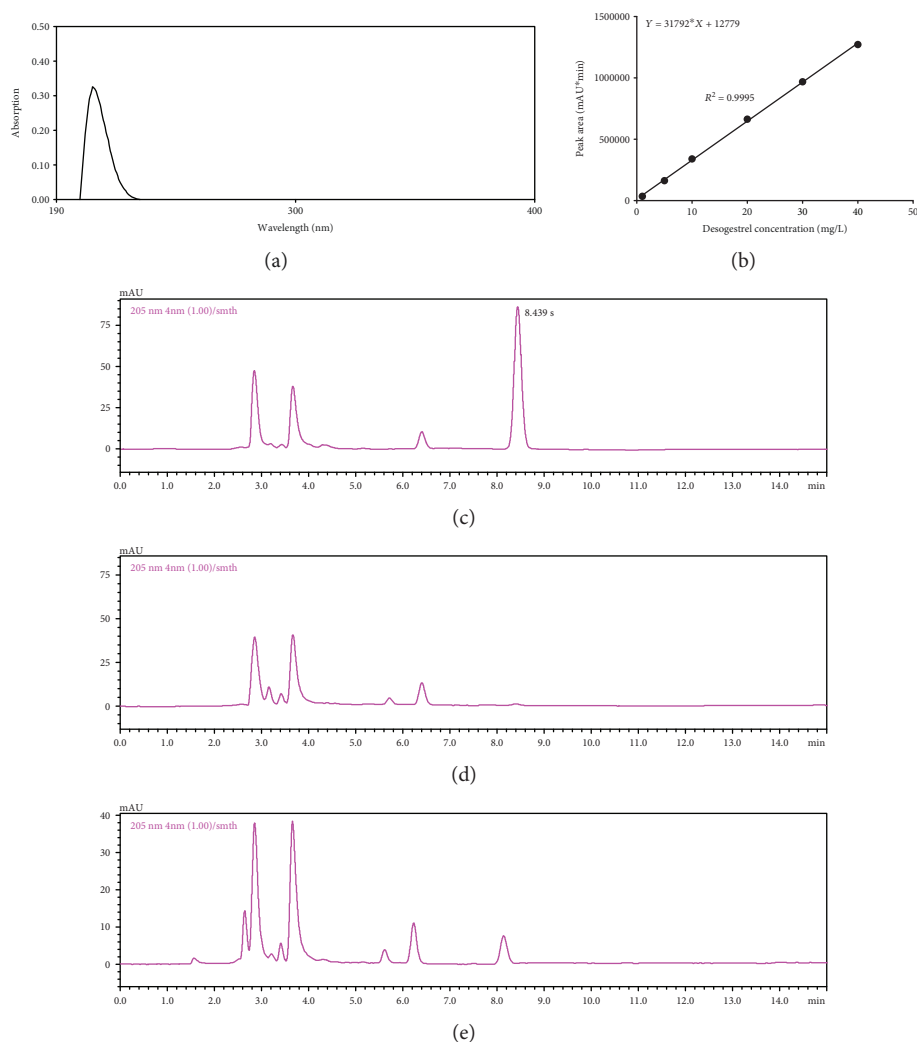 0.50
0.40
0.30
0.20
0.10
0.00
Absorption
190
300
400
Wavelength (nm)
(a)
Y = 31792*X + 12779
R² = 0.9995
1500000
1000000
500000
0
Peak area (mAU*min)
0
10
20
30
40
50
Desogestrel concentration (mg/L)
(b)
mAU
205 nm 4nm (1.00)/smth
8.439 s
75
50
25
0
0.0 1.0 2.0 3.0 4.0 5.0 6.0 7.0 8.0 9.0 10.0 11.0 12.0 13.0 14.0 min
(c)
mAU
205 nm 4nm (1.00)/smth
75
50
25
0
0.0 1.0 2.0 3.0 4.0 5.0 6.0 7.0 8.0 9.0 10.0 11.0 12.0 13.0 14.0 min
(d)
mAU
205 nm 4nm (1.00)/smth
40
30
20
10
0
0.0 1.0 2.0 3.0 4.0 5.0 6.0 7.0 8.0 9.0 10.0 11.0 12.0 13.0 14.0 min
(e)